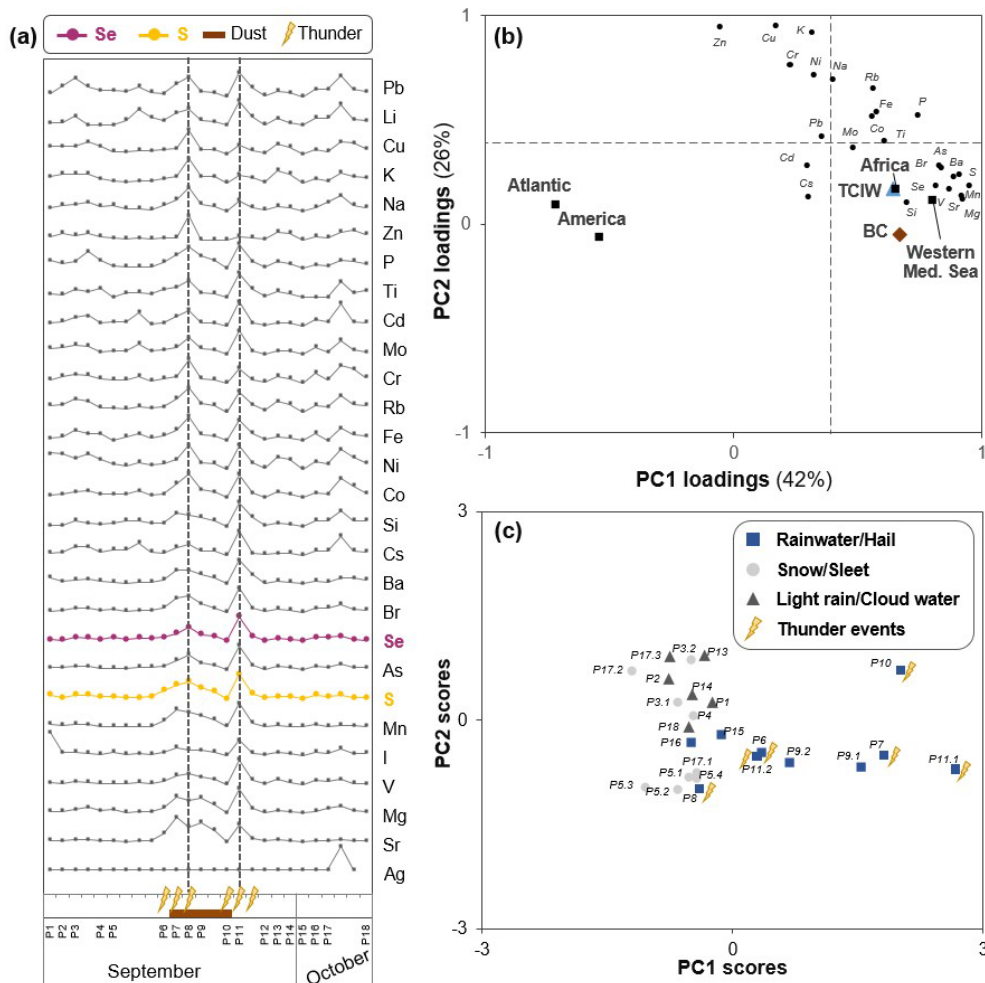 (a)
Se S Dust Thunder
Pb
Li
Cu
K
Na
Zn
P
Ti
Cd
Mo
Cr
Rb
Fe
Ni
Co
Si
Cs
Ba
Br
Se
As
S
Mn
I
V
Mg
Sr
Ag
P1 P2 P3 P4 P5 P6 P7 P8 P9 P10 P11 P12 P13 P14 P15 P16 P17 P18
September October
(b)
PC2 loadings (26%)
1
0
-1
Zn Cu K
Cr Ni Na Rb
Fe P
Pb Mo Co Ti
Cd As
Africa Br Ba S
Cs TCIW Se Mn
Si V Sr Mg
Atlantic
America
BC
Western
Med. Sea
-1 0 1
PC1 loadings (42%)
(c)
PC2 scores
3
0
-3
Rainwater/Hail
Snow/Sleet
Light rain/Cloud water
Thunder events
P17.3 P3.2 P13
P17.2 P10
P2
P14
P3.1 P1
P4
P18
P16 P15
P6
P9.2 P9.1 P7
P17.1 P11.2 P11.1
P5.1 P5.4
P5.3 P5.2 P8
-3 0 3
PC1 scores